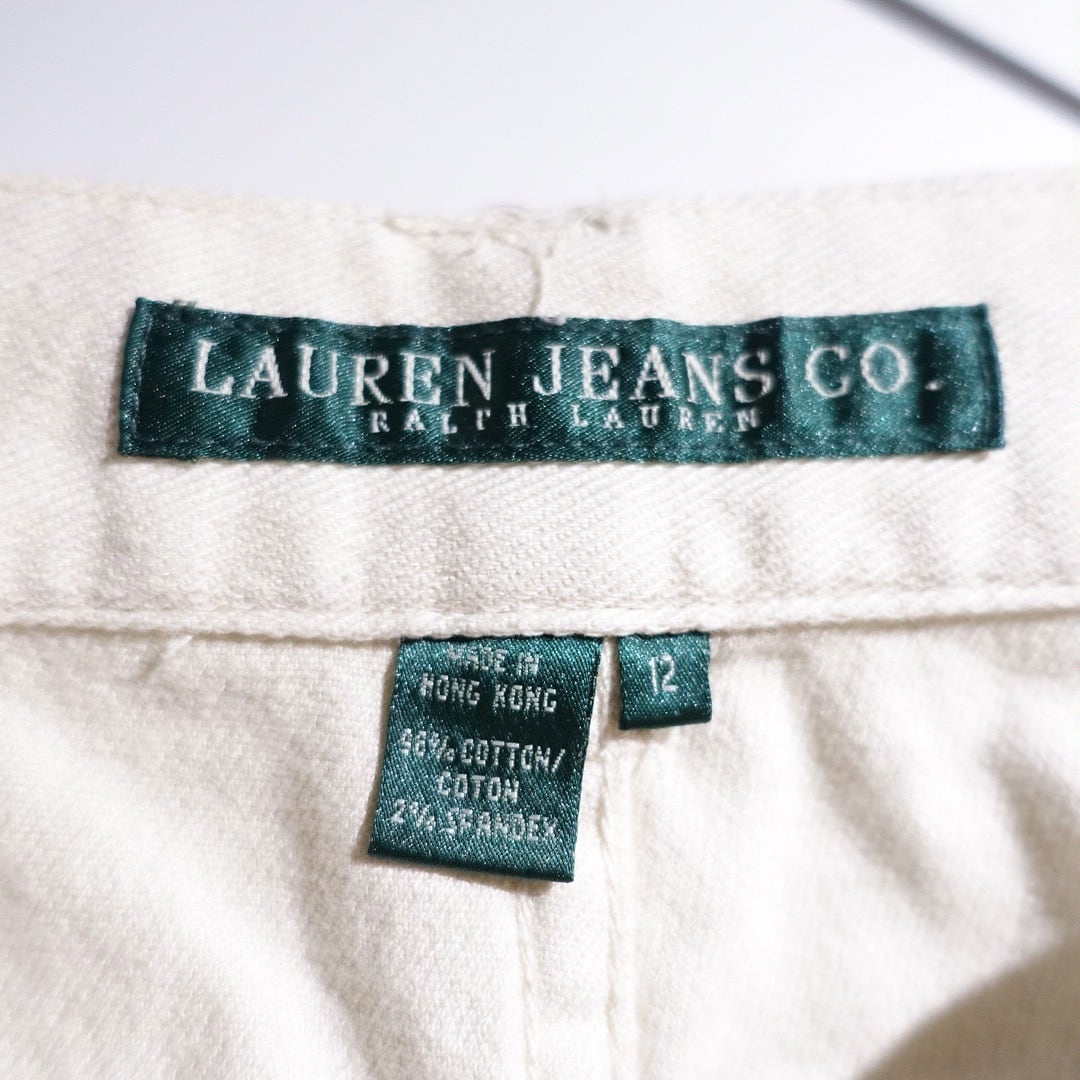 LAUREN JEANS CO.
RALPH LAUREN
MADE IN
HONG KONG
98% COTTON/
COTON
2% SPANDEX
12